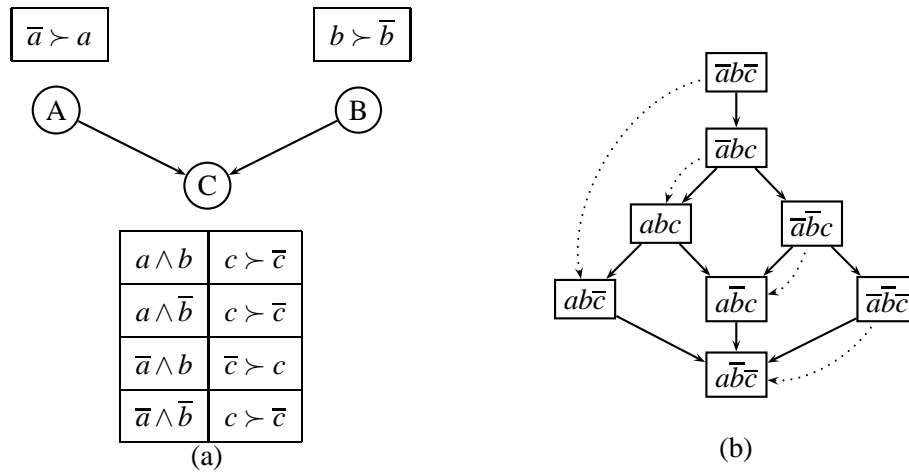 a̅ ≻ a
b ≻ b̅
A
B
C
a ∧ b c ≻ c̅
a ∧ b̅ c ≻ c̅
a̅ ∧ b c̅ ≻ c
a̅ ∧ b̅ c ≻ c̅
(a)
a̅bc̅
a̅bc
abc
a̅b̅c
abc̅
ab̅c
a̅b̅c̅
ab̅c̅
(b)